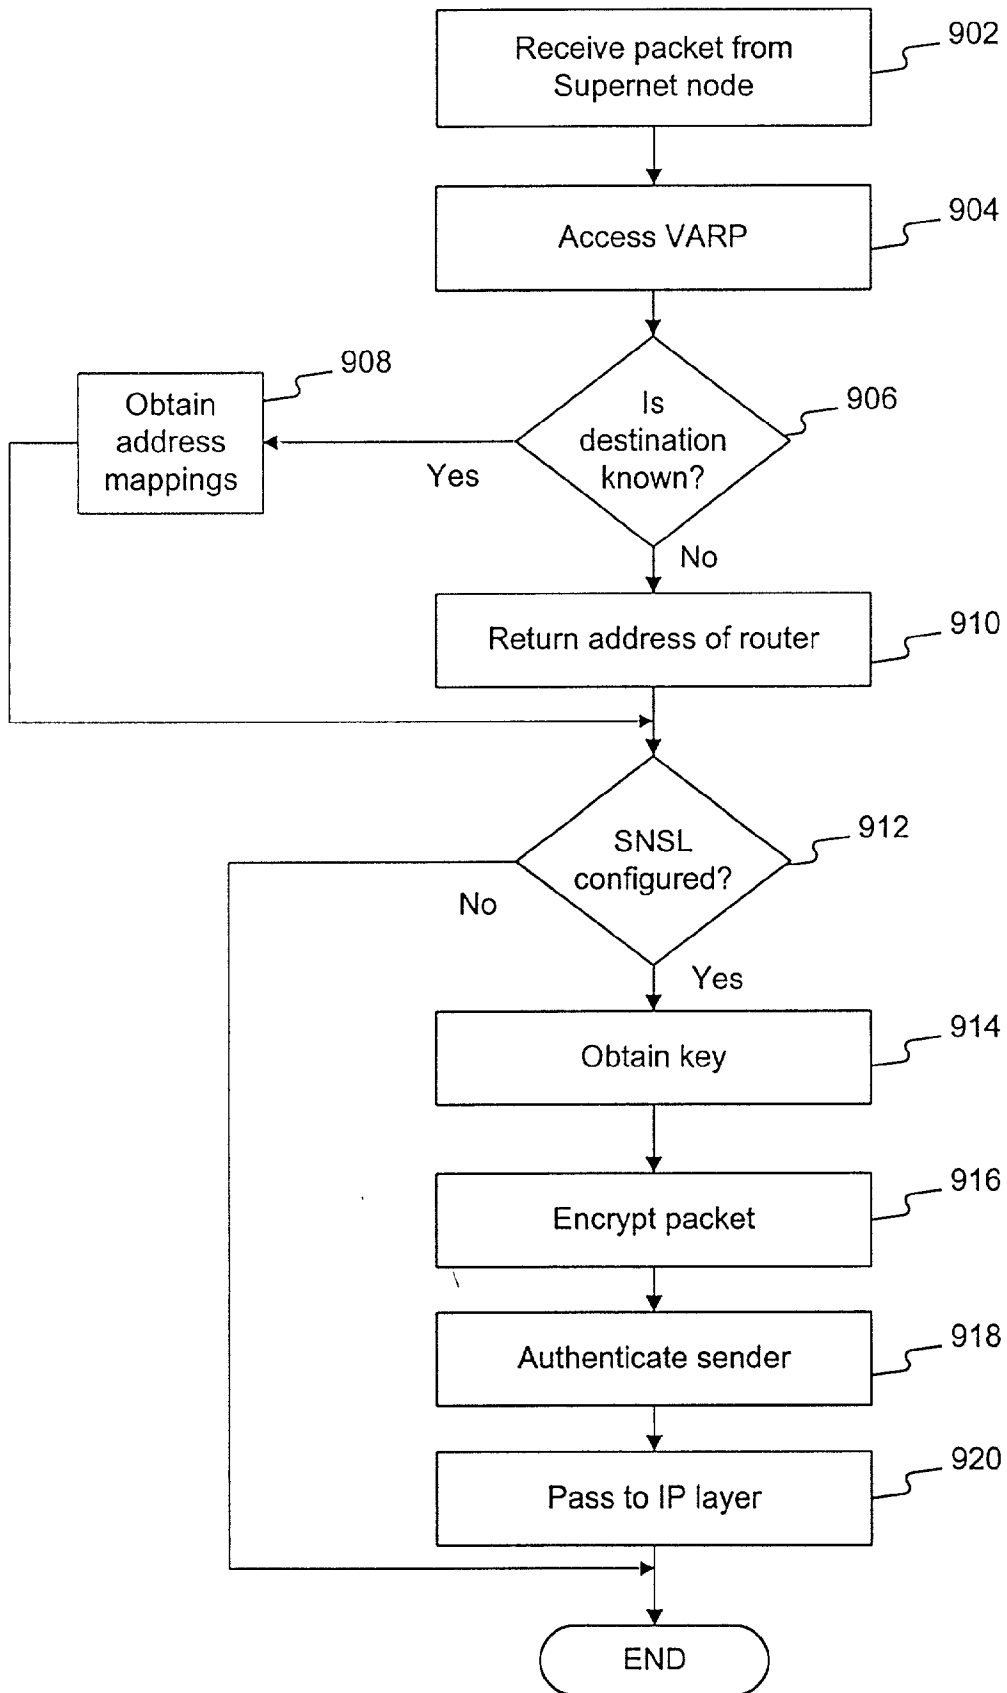 Receive packet from
Supernet node
902
Access VARP
904
908
Obtain
address
mappings
Is
destination
known?
906
Yes
No
Return address of router
910
SNSL
configured?
912
No
Yes
Obtain key
914
Encrypt packet
916
Authenticate sender
918
Pass to IP layer
920
END